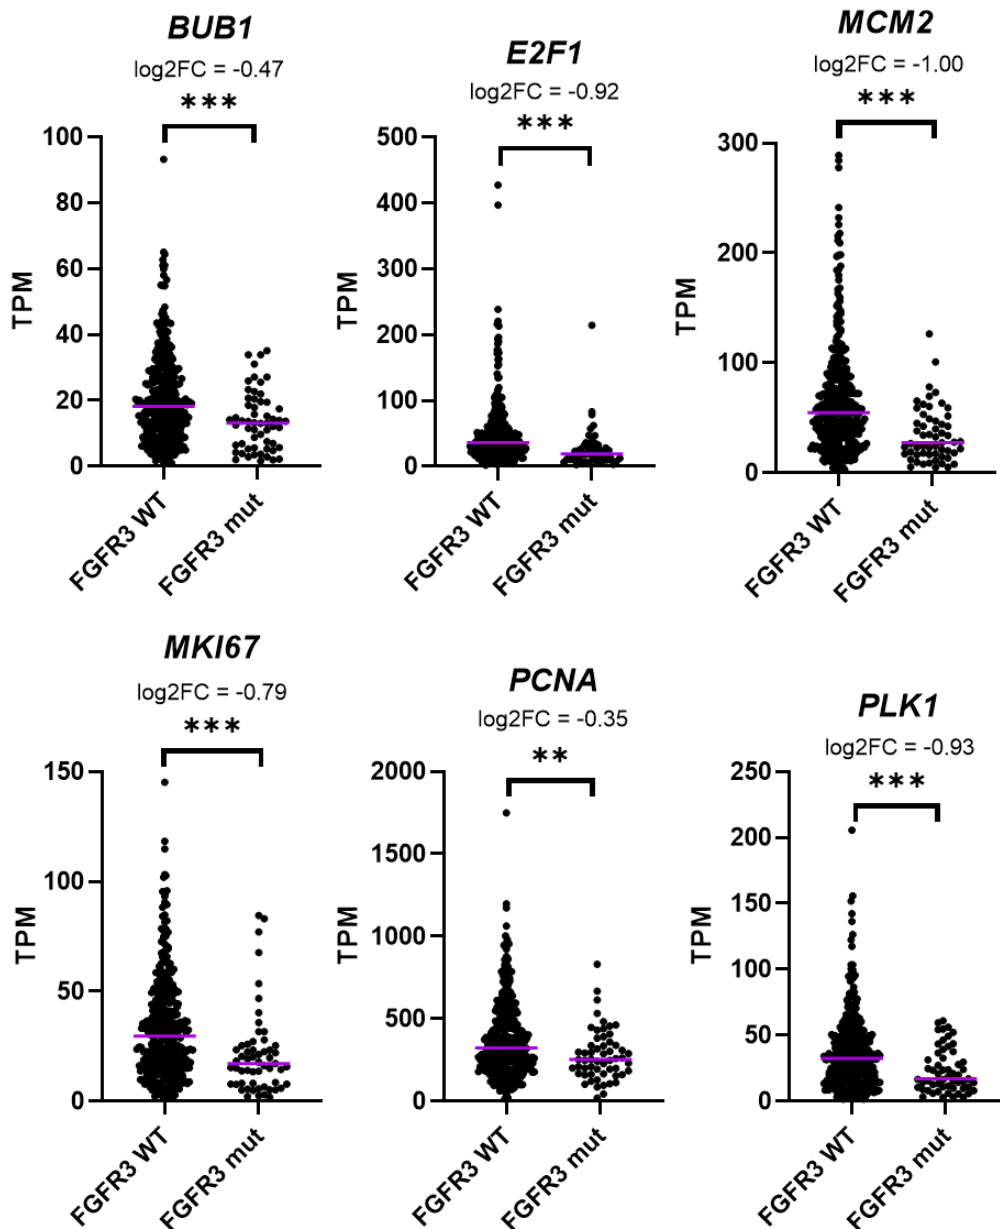 BUB1
log2FC = -0.47
***
100
80
60
40
20
0
TPM
FGFR3 WT
FGFR3 mut
E2F1
log2FC = -0.92
***
500
400
300
200
100
0
TPM
FGFR3 WT
FGFR3 mut
MCM2
log2FC = -1.00
***
300
200
100
0
TPM
FGFR3 WT
FGFR3 mut
MKI67
log2FC = -0.79
***
150
100
50
0
TPM
FGFR3 WT
FGFR3 mut
PCNA
log2FC = -0.35
**
2000
1500
1000
500
0
TPM
FGFR3 WT
FGFR3 mut
PLK1
log2FC = -0.93
***
250
200
150
100
50
0
TPM
FGFR3 WT
FGFR3 mut